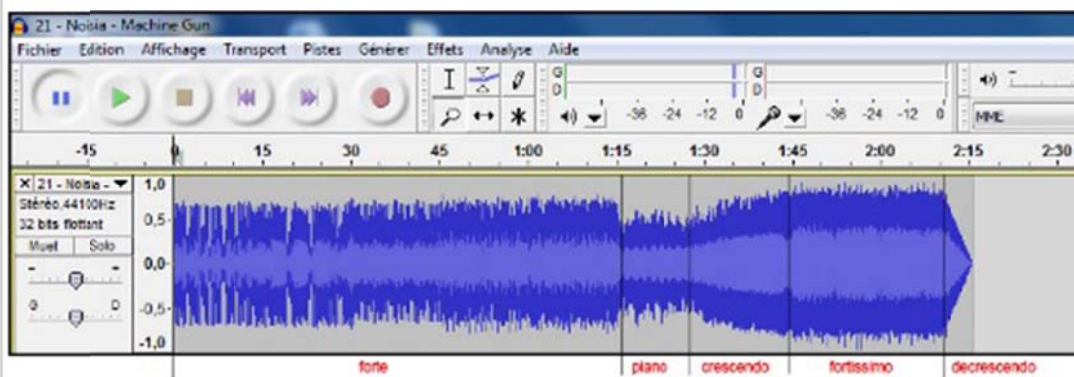 21 - Noisia - Machine Gun
Fichier Edition Affichage Transport Pistes Générer Effets Analyse Aide
G G
D D
-36 -24 -12 0 -36 -24 -12 0 MME
-15 0 15 30 45 1:00 1:15 1:30 1:45 2:00 2:15 2:30
X 21 - Noisia - 1,0
Stéréo, 44100Hz
32 bits flottant 0,5
Muet Solo
- + 0,0
G D -0,5
-1,0
forte piano crescendo fortissimo decrescendo